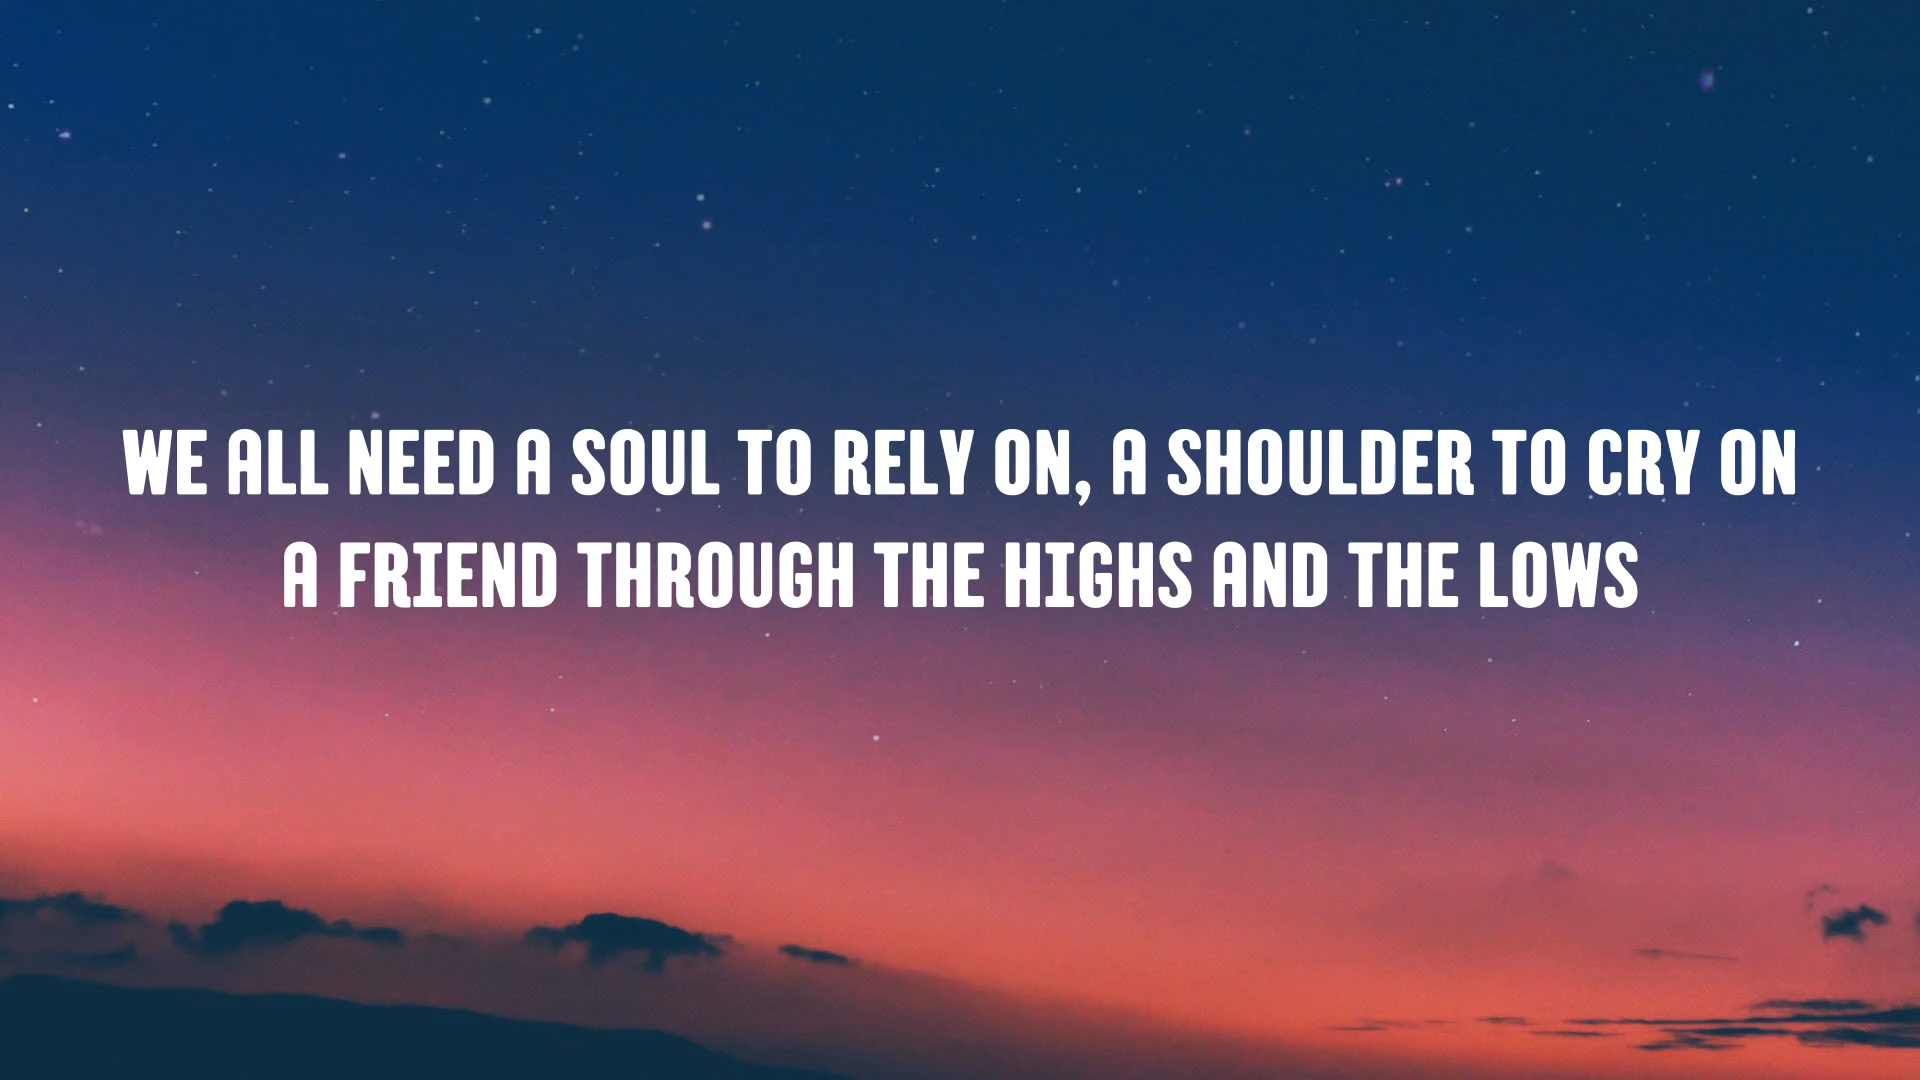 WE ALL NEED A SOUL TO RELY ON, A SHOULDER TO CRY ON
A FRIEND THROUGH THE HIGHS AND THE LOWS